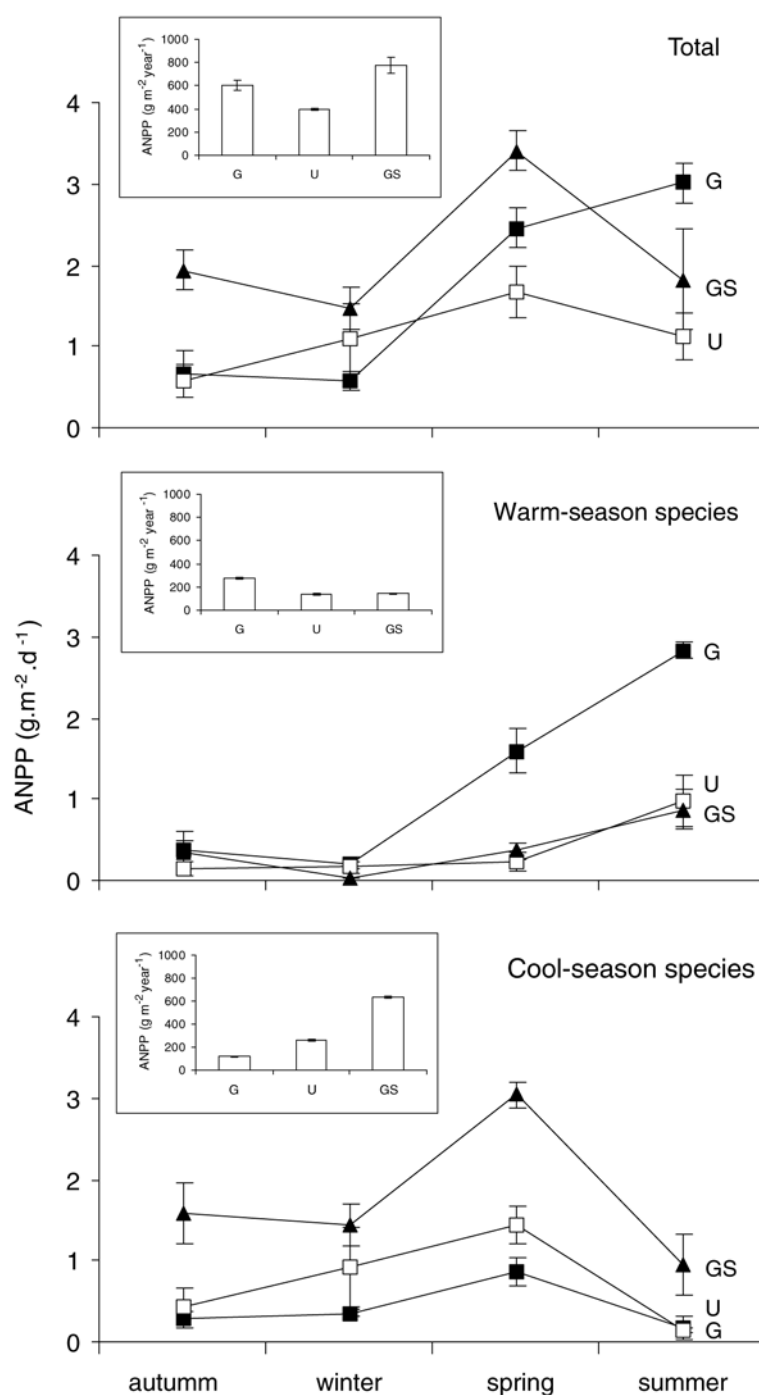 Total
ANPP (g m⁻² year⁻¹)
1000
800
600
400
200
0
G U GS
4
3
2
1
0
G
GS
U
Warm-season species
ANPP (g m⁻² year⁻¹)
1000
800
600
400
200
0
G U GS
4
3
2
1
0
G
U
GS
ANPP (g.m⁻².d⁻¹)
Cool-season species
ANPP (g m⁻² year⁻¹)
1000
800
600
400
200
0
G U GS
4
3
2
1
0
GS
U
G
autumm winter spring summer